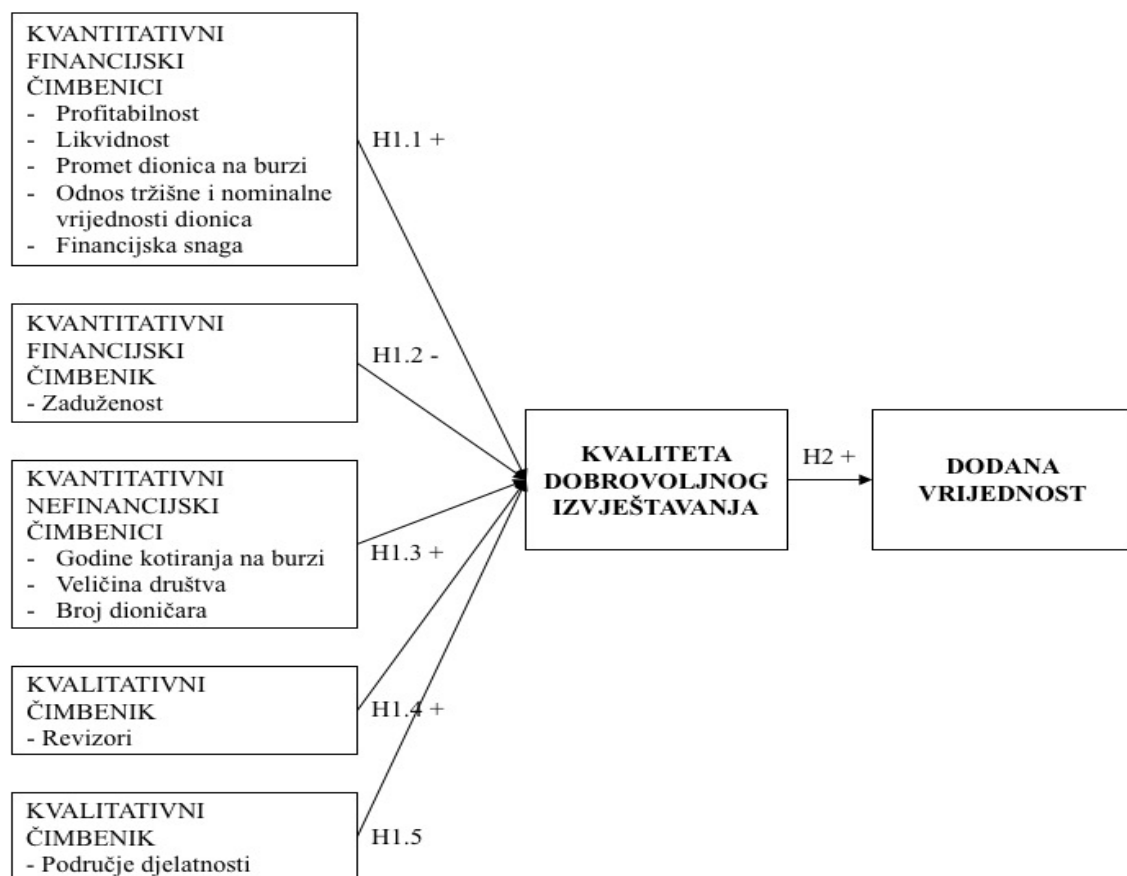 KVANTITATIVNI
FINANCIJSKI
ČIMBENICI
- Profitabilnost
- Likvidnost
- Promet dionica na burzi
- Odnos tržišne i nominalne
vrijednosti dionica
- Financijska snaga
H1.1 +
KVANTITATIVNI
FINANCIJSKI
ČIMBENIK
- Zaduženost
H1.2 -
KVANTITATIVNI
NEFINANCIJSKI
ČIMBENICI
- Godine kotiranja na burzi
- Veličina društva
- Broj dioničara
H1.3 +
KVALITATIVNI
ČIMBENIK
- Revizori
H1.4 +
KVALITATIVNI
ČIMBENIK
- Područje djelatnosti
H1.5
KVALITETA
DOBROVOLJNOG
IZVJEŠTAVANJA
H2 +
DODANA
VRIJEDNOST